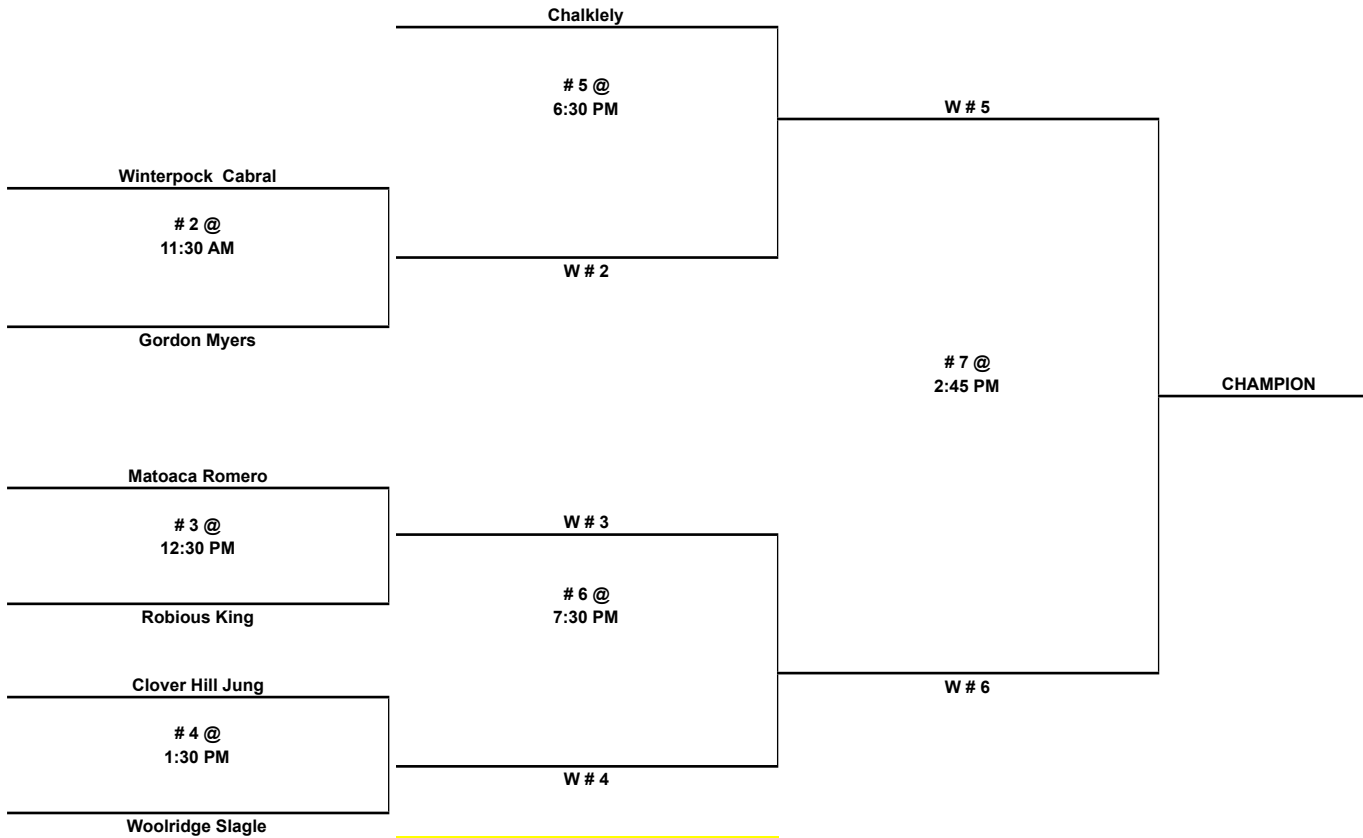 Chalklely
# 5 @
6:30 PM
W # 5
Winterpock  Cabral
# 2 @
11:30 AM
W # 2
Gordon Myers
# 7 @
2:45 PM
CHAMPION
Matoaca Romero
# 3 @
12:30 PM
W # 3
Robious King
# 6 @
7:30 PM
Clover Hill Jung
W # 6
# 4 @
1:30 PM
W # 4
Woolridge Slagle